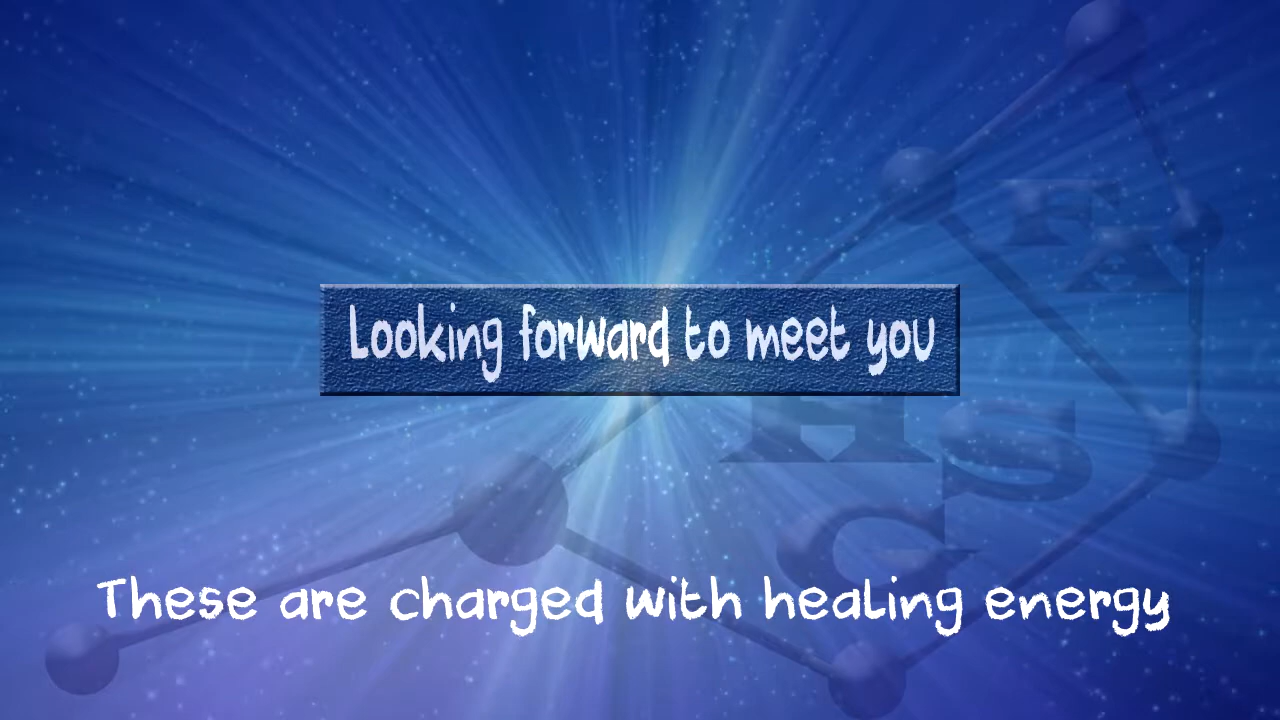 Looking forward to meet you
These are charged with healing energy